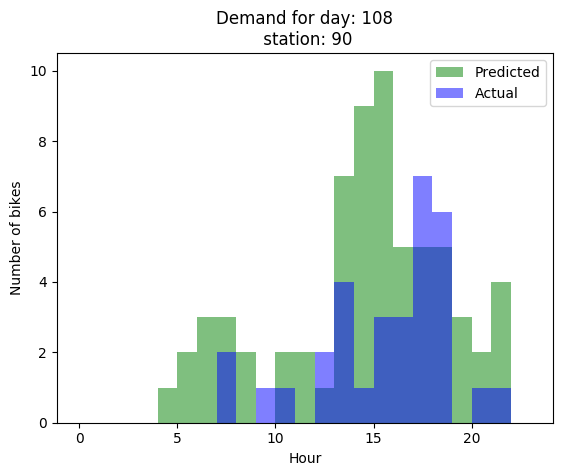 Demand for day: 108
station: 90
Predicted
Actual
Number of bikes
10
8
6
4
2
0
0 5 10 15 20
Hour